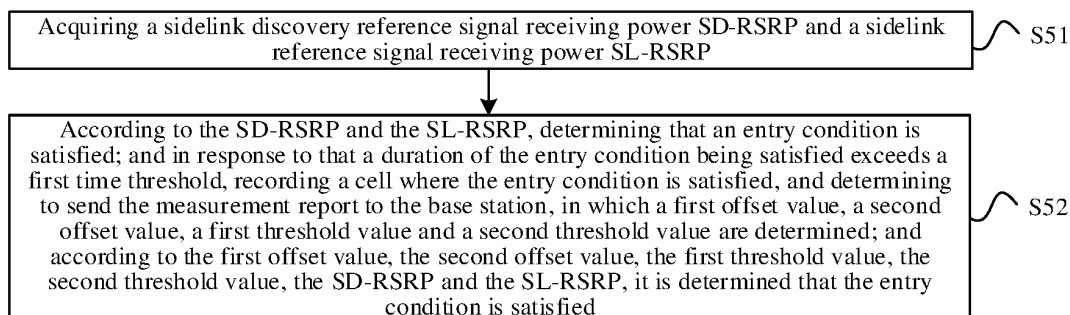 Acquiring a sidelink discovery reference signal receiving power SD-RSRP and a sidelink
reference signal receiving power SL-RSRP
S51
According to the SD-RSRP and the SL-RSRP, determining that an entry condition is
satisfied; and in response to that a duration of the entry condition being satisfied exceeds a
first time threshold, recording a cell where the entry condition is satisfied, and determining
to send the measurement report to the base station, in which a first offset value, a second
offset value, a first threshold value and a second threshold value are determined; and
according to the first offset value, the second offset value, the first threshold value, the
second threshold value, the SD-RSRP and the SL-RSRP, it is determined that the entry
condition is satisfied
S52